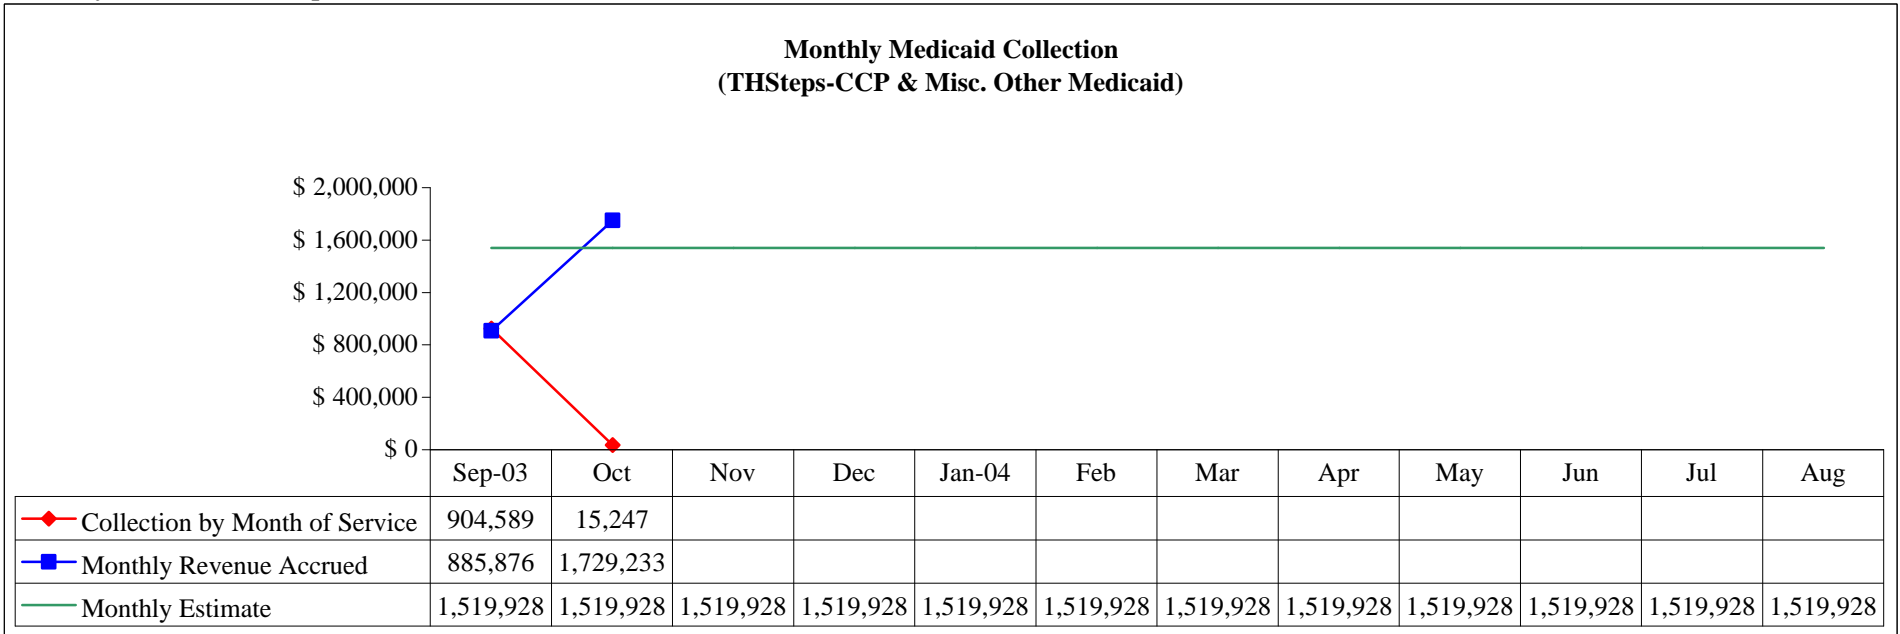 Monthly Medicaid Collection
(THSteps-CCP & Misc. Other Medicaid)
$ 2,000,000
$ 1,600,000
$ 1,200,000
$ 800,000
$ 400,000
$ 0
Sep-03 Oct Nov Dec Jan-04 Feb Mar Apr May Jun Jul Aug
Collection by Month of Service 904,589 15,247
Monthly Revenue Accrued 885,876 1,729,233
Monthly Estimate 1,519,928 1,519,928 1,519,928 1,519,928 1,519,928 1,519,928 1,519,928 1,519,928 1,519,928 1,519,928 1,519,928 1,519,928